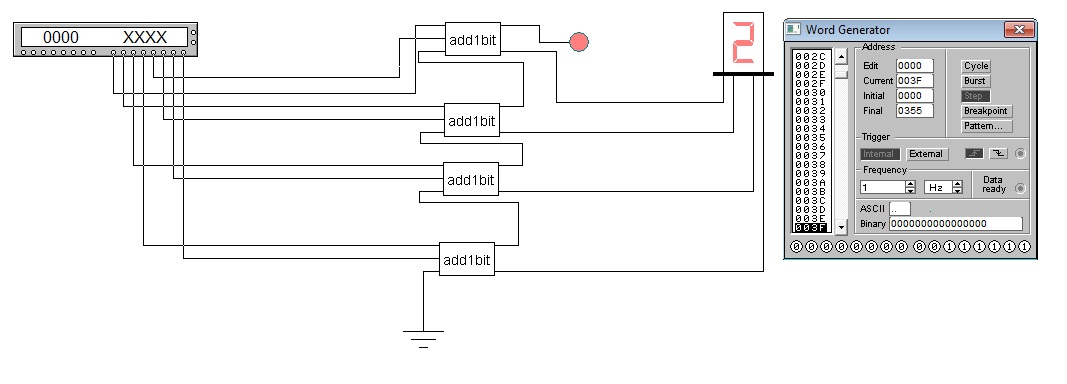 0000 XXXX
add1bit
add1bit
add1bit
add1bit
2
Word Generator
002C
002D
002E
002F
0030
0031
0032
0033
0034
0035
0036
0037
0038
0039
003A
003B
003C
003D
003E
003F
Address
Edit 0000
Current 003F
Initial 0000
Final 0355
Cycle
Burst
Step
Breakpoint
Pattern...
Trigger
Internal External
Frequency
1 Hz
Data
ready
ASCII ..
Binary 0000000000000000
0 0 0 0 0 0 0 0 0 0 1 1 1 1 1 1